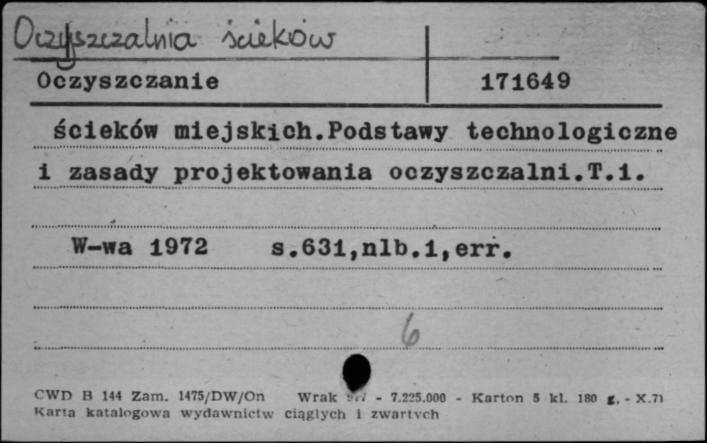 Oczyszczalnia ścieków
Oczyszczanie 171649
ścieków miejskich.Podstawy technologiczne
i zasady projektowania oczyszczalni.T.1.
W-wa 1972 s.631,nlb.1,err.
6
CWD B 144 Zam. 1475/DW/On Wrak - 7.225.000 - Karton 5 kl. 180 g. - X.71
Karta katalogowa wydawnictw ciągłych i zwartych